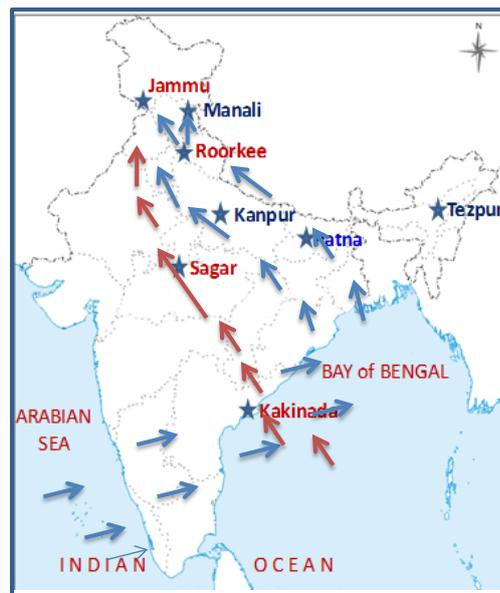 N
Jammu
Manali
Roorkee
Kanpur
Patna
Tezpur
Sagar
BAY of BENGAL
ARABIAN
SEA
Kakinada
INDIAN OCEAN